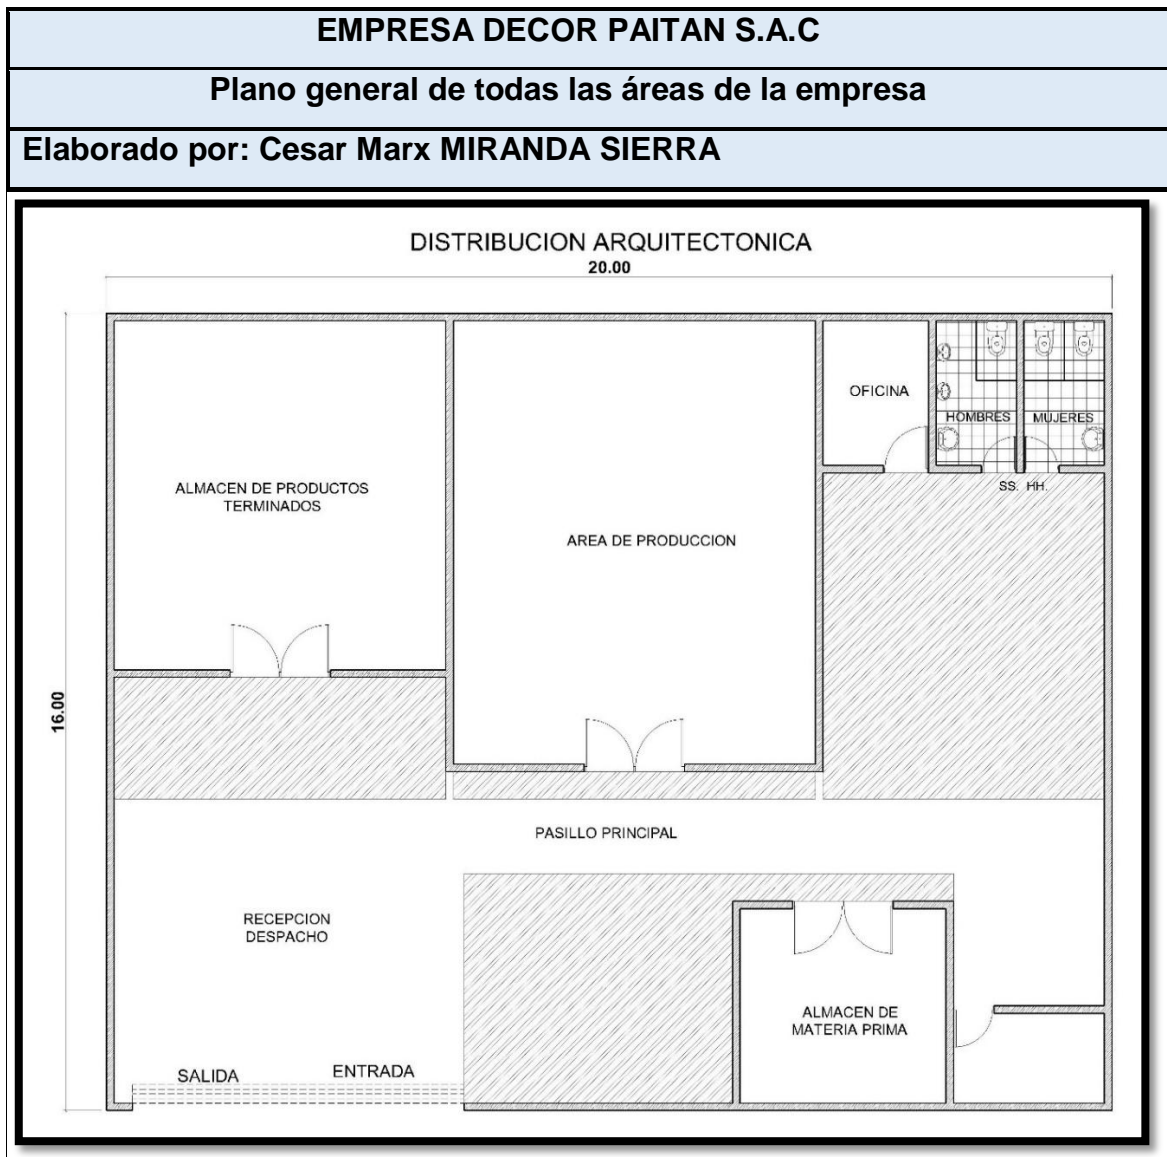 EMPRESA DECOR PAITAN S.A.C
Plano general de todas las áreas de la empresa
Elaborado por: Cesar Marx MIRANDA SIERRA
DISTRIBUCION ARQUITECTONICA
20.00
16.00
ALMACEN DE PRODUCTOS
TERMINADOS
AREA DE PRODUCCION
OFICINA
HOMBRES
MUJERES
SS. HH.
PASILLO PRINCIPAL
RECEPCION
DESPACHO
ALMACEN DE
MATERIA PRIMA
SALIDA
ENTRADA